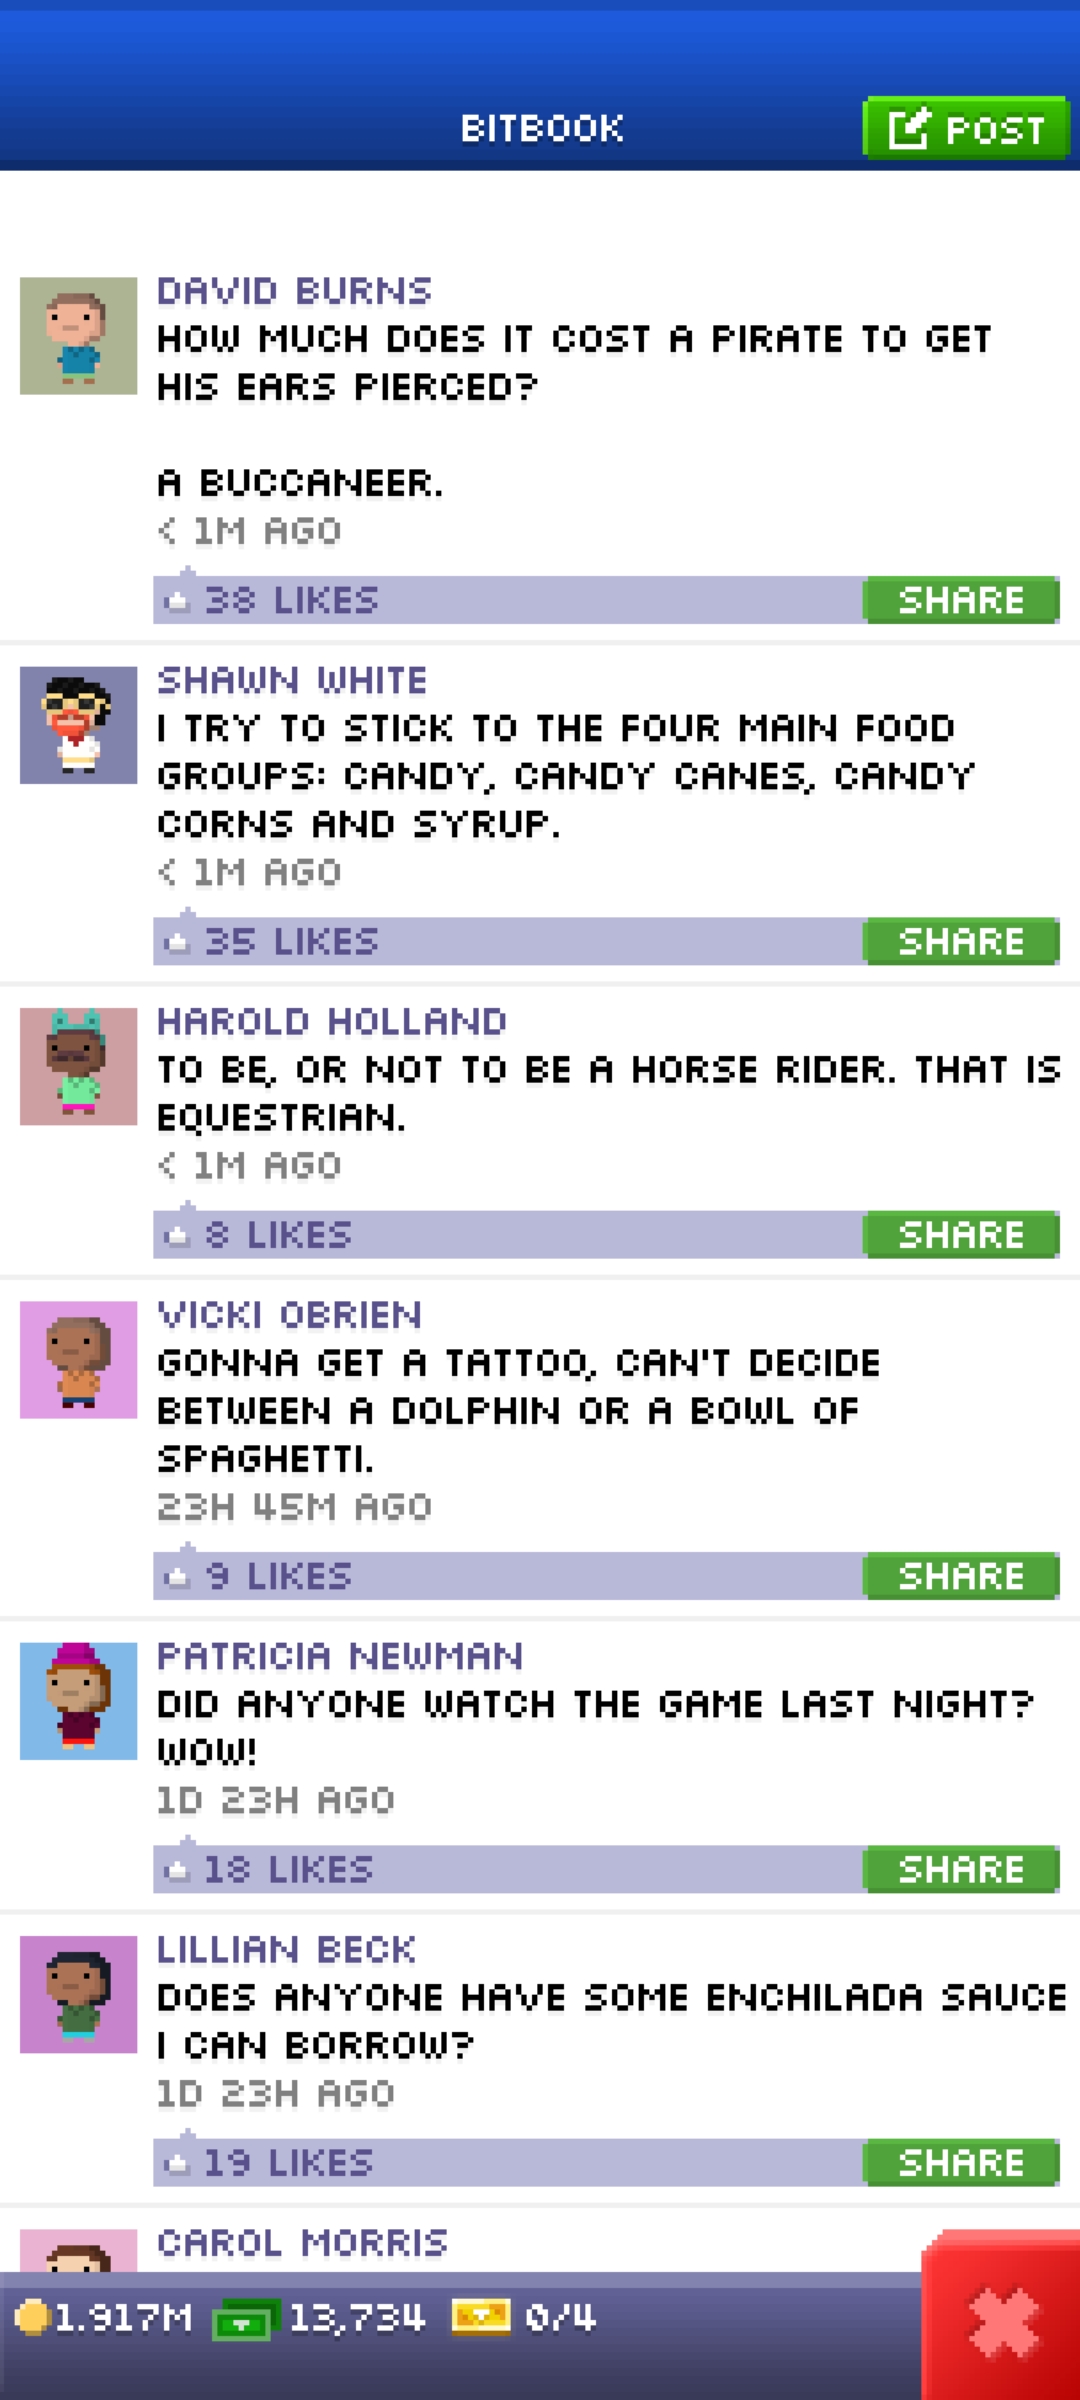 BITBOOK
POST
DAVID BURNS
HOW MUCH DOES IT COST A PIRATE TO GET
HIS EARS PIERCED?
A BUCCANEER.
< 1M AGO
38 LIKES
SHARE
SHAWN WHITE
I TRY TO STICK TO THE FOUR MAIN FOOD
GROUPS: CANDY, CANDY CANES, CANDY
CORNS AND SYRUP.
< 1M AGO
35 LIKES
SHARE
HAROLD HOLLAND
TO BE, OR NOT TO BE A HORSE RIDER. THAT IS
EQUESTRIAN.
< 1M AGO
8 LIKES
SHARE
VICKI OBRIEN
GONNA GET A TATTOO, CAN'T DECIDE
BETWEEN A DOLPHIN OR A BOWL OF
SPAGHETTI.
23H 45M AGO
9 LIKES
SHARE
PATRICIA NEWMAN
DID ANYONE WATCH THE GAME LAST NIGHT?
WOW!
1D 23H AGO
18 LIKES
SHARE
LILLIAN BECK
DOES ANYONE HAVE SOME ENCHILADA SAUCE
I CAN BORROW?
1D 23H AGO
19 LIKES
SHARE
CAROL MORRIS
1.917M 13,734 0/4